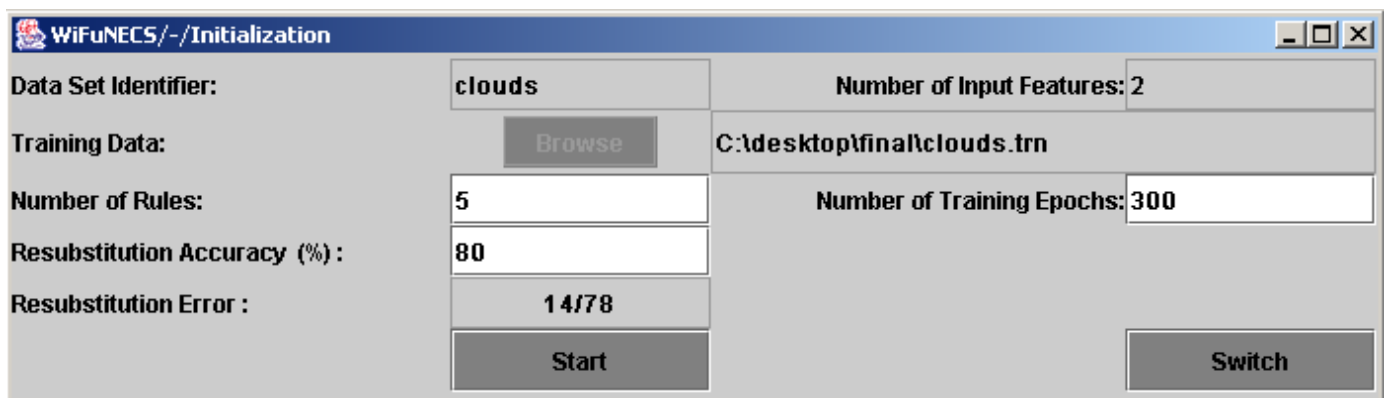 WiFuNECS/-/Initialization
Data Set Identifier: clouds Number of Input Features: 2
Training Data: Browse C:\desktop\final\clouds.trn
Number of Rules: 5 Number of Training Epochs: 300
Resubstitution Accuracy (%) : 80
Resubstitution Error : 14/78
Start Switch